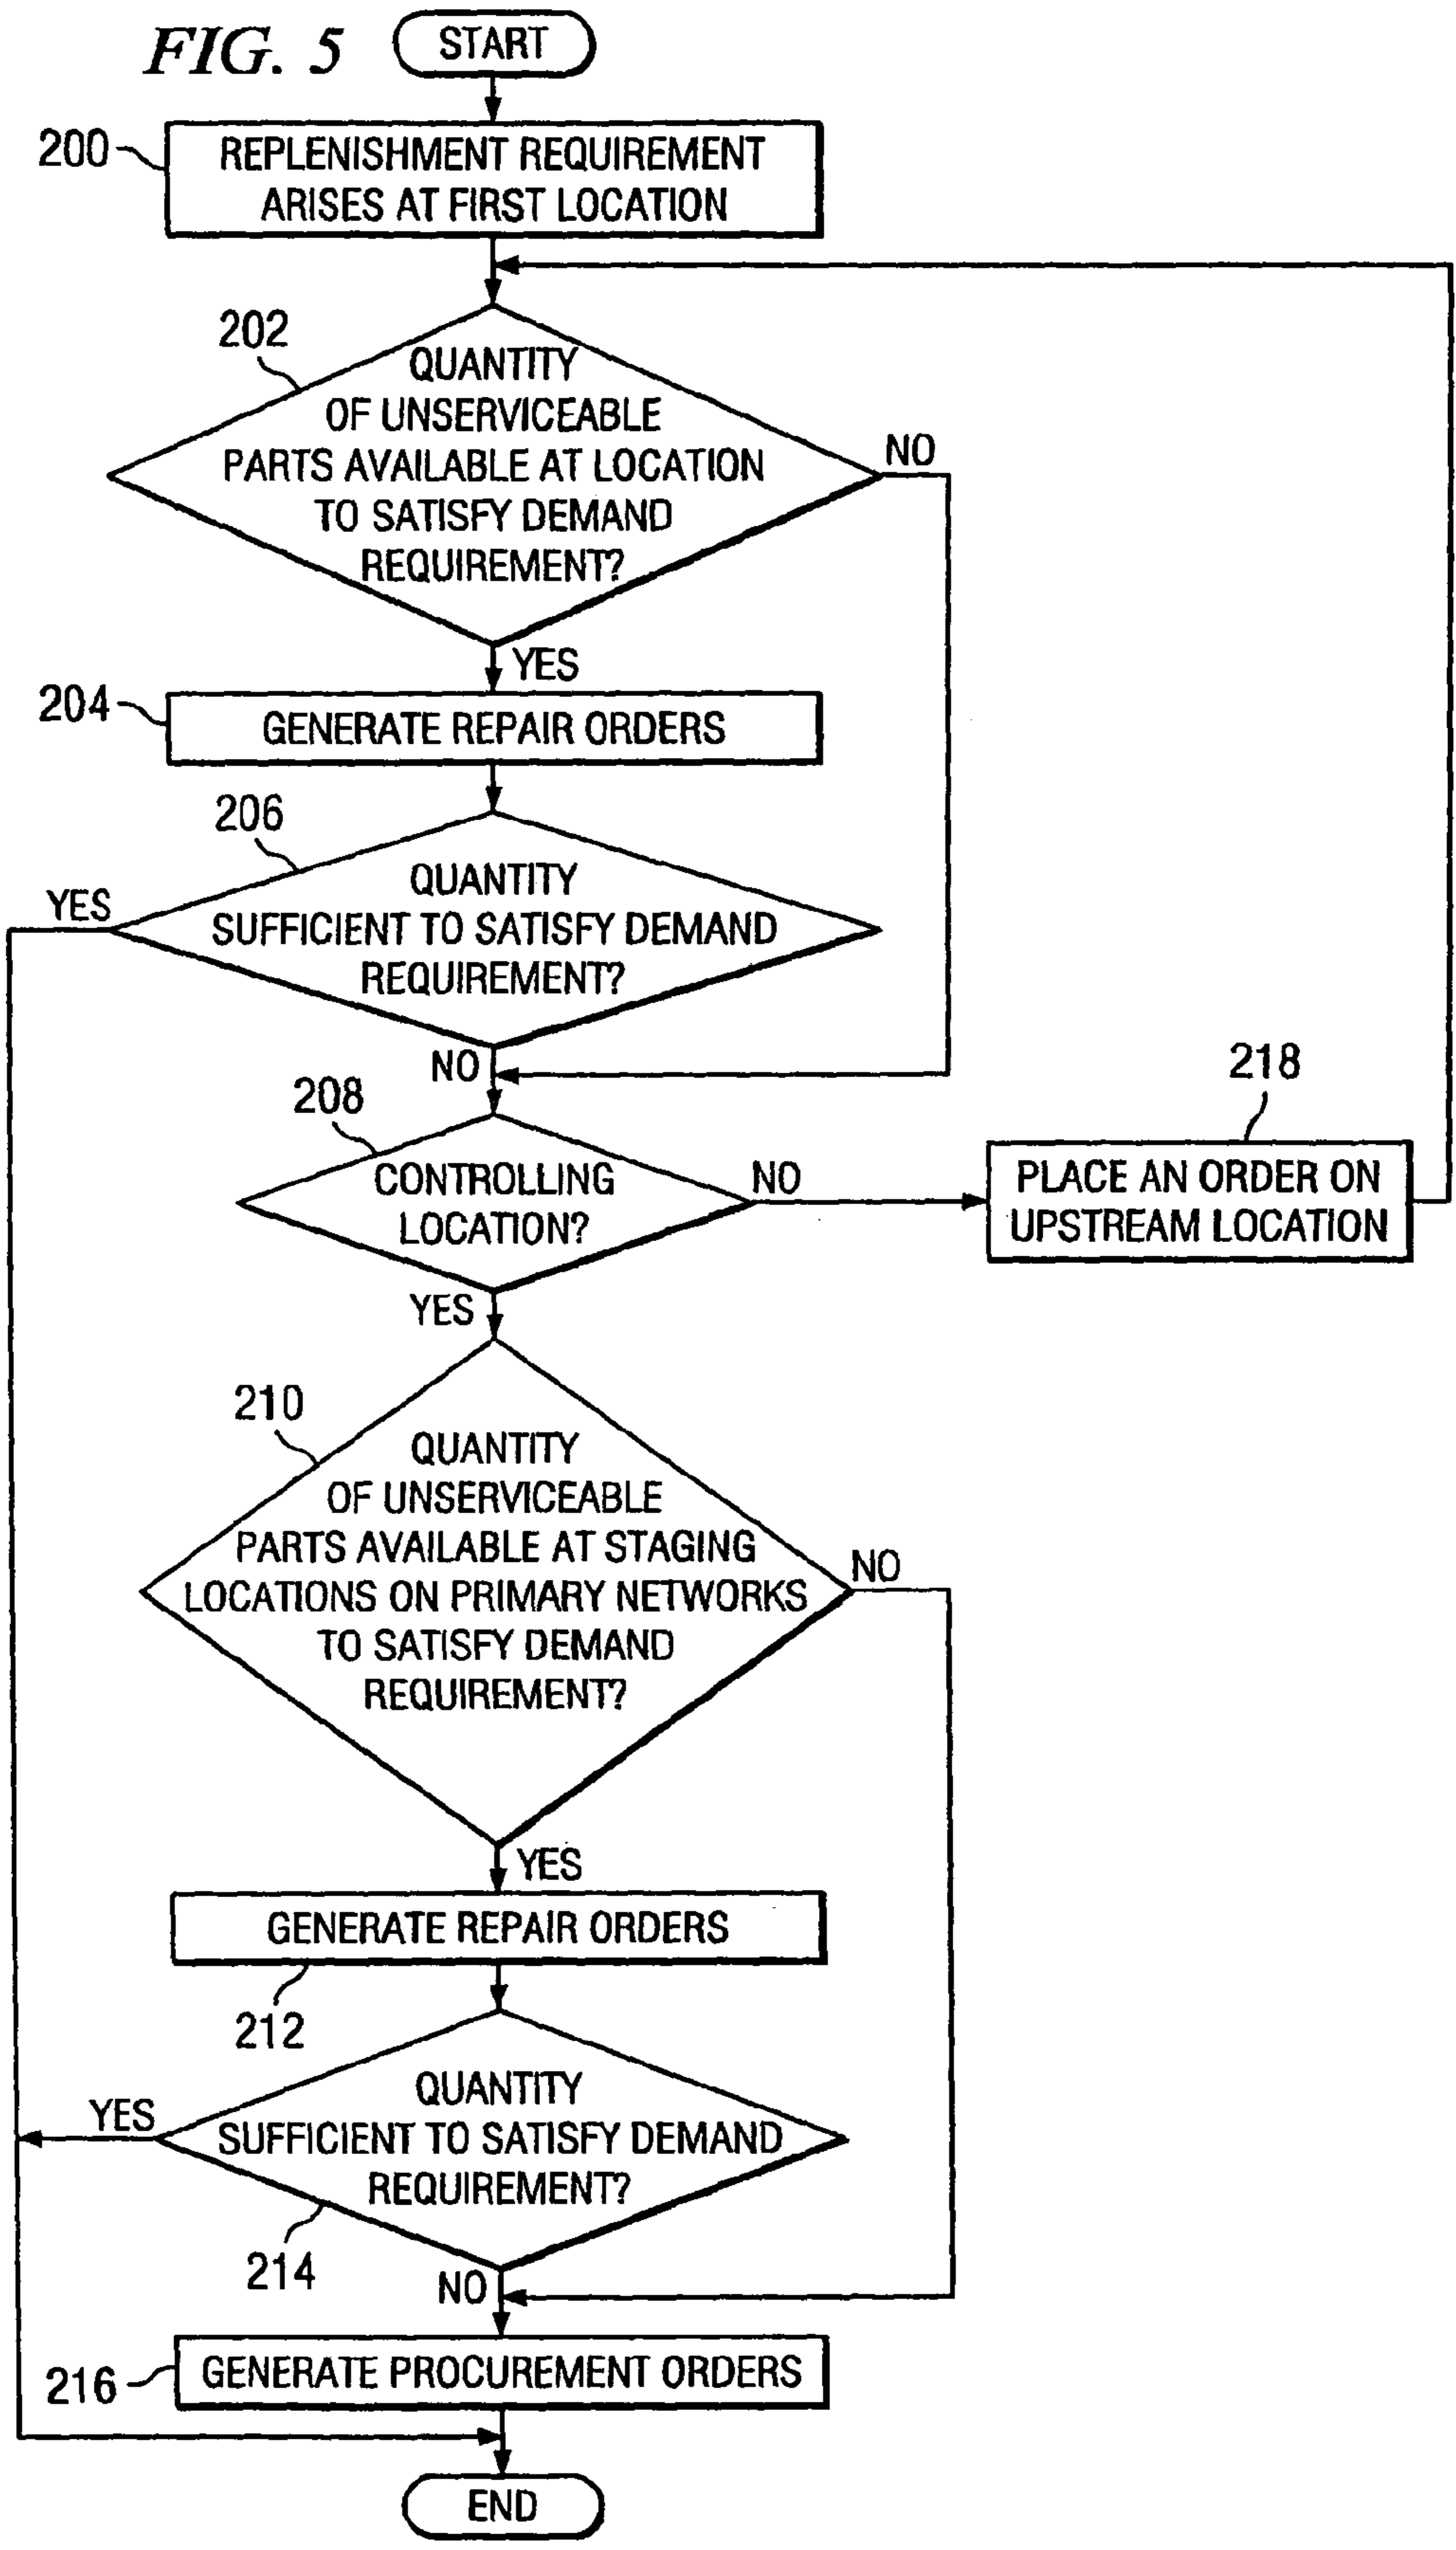 FIG. 5
START
200
REPLENISHMENT REQUIREMENT
ARISES AT FIRST LOCATION
202
QUANTITY
OF UNSERVICEABLE
PARTS AVAILABLE AT LOCATION
TO SATISFY DEMAND
REQUIREMENT?
NO
YES
204
GENERATE REPAIR ORDERS
206
QUANTITY
SUFFICIENT TO SATISFY DEMAND
REQUIREMENT?
YES
NO
208
CONTROLLING
LOCATION?
NO
218
PLACE AN ORDER ON
UPSTREAM LOCATION
YES
210
QUANTITY
OF UNSERVICEABLE
PARTS AVAILABLE AT STAGING
LOCATIONS ON PRIMARY NETWORKS
TO SATISFY DEMAND
REQUIREMENT?
NO
YES
GENERATE REPAIR ORDERS
212
QUANTITY
SUFFICIENT TO SATISFY DEMAND
REQUIREMENT?
YES
214
NO
216
GENERATE PROCUREMENT ORDERS
END